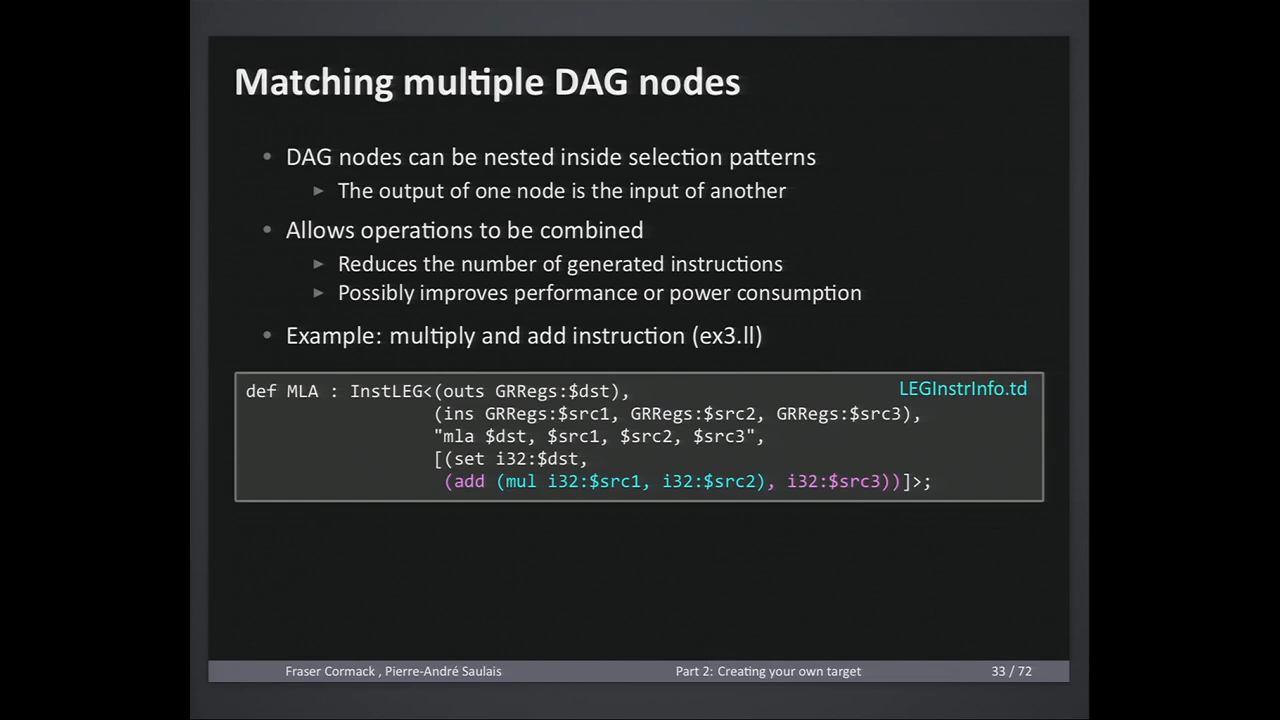 Matching multiple DAG nodes
• DAG nodes can be nested inside selection patterns
▶ The output of one node is the input of another
• Allows operations to be combined
▶ Reduces the number of generated instructions
▶ Possibly improves performance or power consumption
• Example: multiply and add instruction (ex3.ll)
LEGInstrInfo.td
def MLA : InstLEG<(outs GRRegs:$dst),
(ins GRRegs:$src1, GRRegs:$src2, GRRegs:$src3),
"mla $dst, $src1, $src2, $src3",
[(set i32:$dst,
(add (mul i32:$src1, i32:$src2), i32:$src3))]>;
Fraser Cormack , Pierre-André Saulais
Part 2: Creating your own target
33 / 72